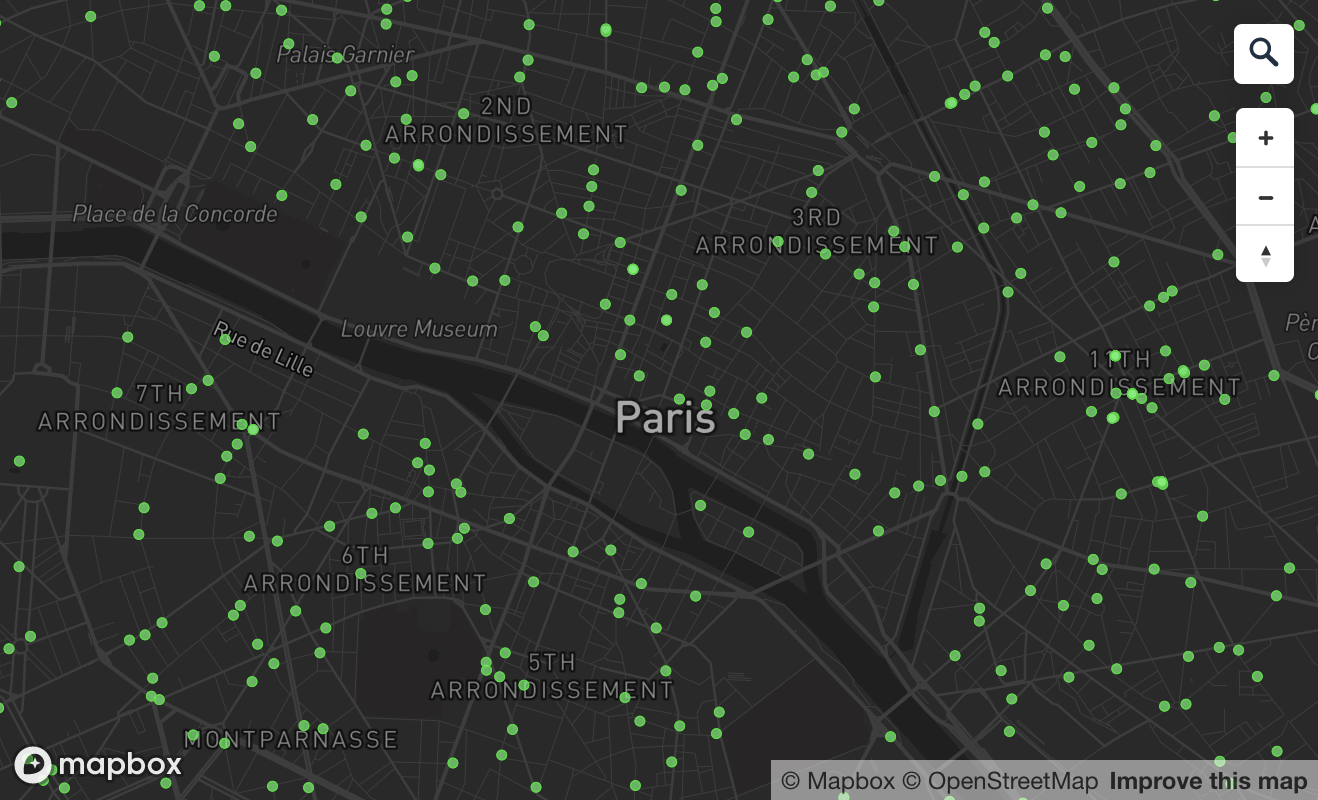 Palais Garnier
2ND
ARRONDISSEMENT
Place de la Concorde
3RD
ARRONDISSEMENT
Rue de Lille
Louvre Museum
11TH
ARRONDISSEMENT
7TH
ARRONDISSEMENT
Paris
6TH
ARRONDISSEMENT
5TH
ARRONDISSEMENT
MONTPARNASSE
mapbox
© Mapbox © OpenStreetMap Improve this map